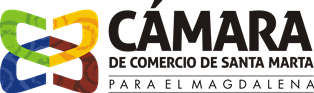 CÁMARA
DE COMERCIO DE SANTA MARTA
PARA EL MAGDALENA